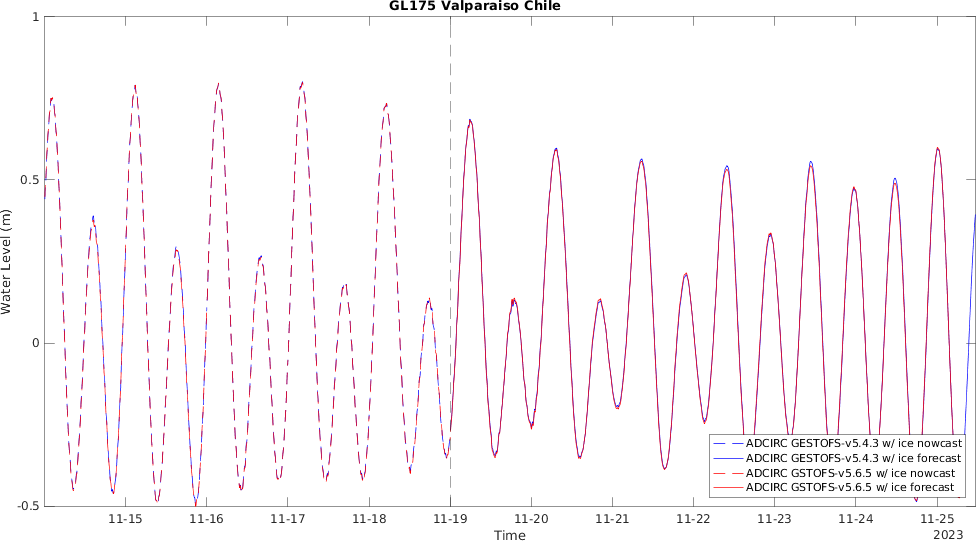 GL175 Valparaiso Chile
1
0.5
0
-0.5
Water Level (m)
11-15
11-16
11-17
11-18
11-19
11-20
11-21
11-22
11-23
11-24
11-25
Time
2023
ADCIRC GESTOFS-v5.4.3 w/ ice nowcast
ADCIRC GESTOFS-v5.4.3 w/ ice forecast
ADCIRC GSTOFS-v5.6.5 w/ ice nowcast
ADCIRC GSTOFS-v5.6.5 w/ ice forecast